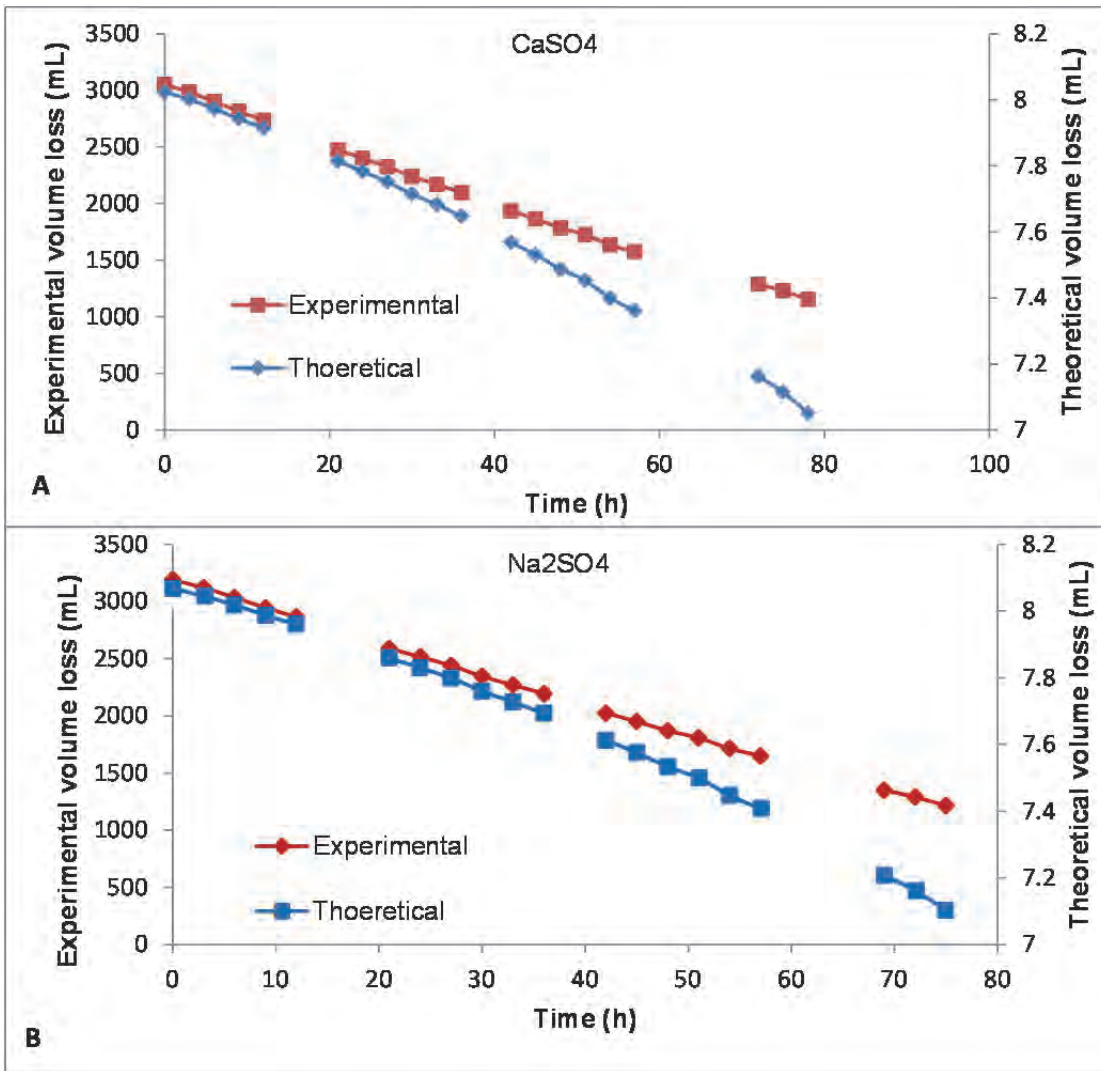 CaSO4
Experimental volume loss (mL)
3500
3000
2500
2000
1500
1000
500
0
Experimenntal
Thoeretical
8.2
8
7.8
7.6
7.4
7.2
7
Theoretical volume loss (mL)
0 20 40 60 80 100
Time (h)
A
Na2SO4
Experimental volume loss (mL)
3500
3000
2500
2000
1500
1000
500
0
Experimental
Thoeretical
8.2
8
7.8
7.6
7.4
7.2
7
Theoretical volume loss (mL)
0 10 20 30 40 50 60 70 80
Time (h)
B